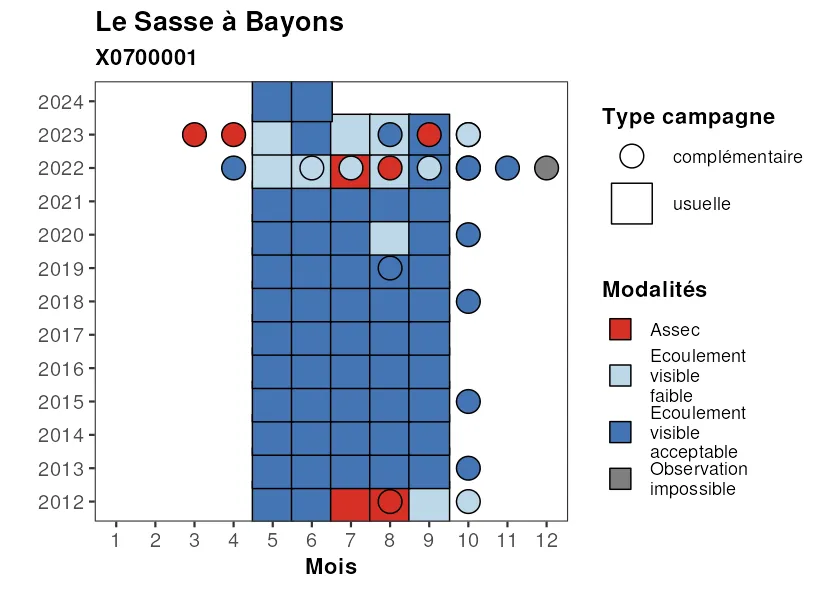 Le Sasse à Bayons
X0700001
2024
2023
2022
2021
2020
2019
2018
2017
2016
2015
2014
2013
2012
1 2 3 4 5 6 7 8 9 10 11 12
Mois
Type campagne
complémentaire
usuelle
Modalités
Assec
Ecoulement
visible
faible
Ecoulement
visible
acceptable
Observation
impossible